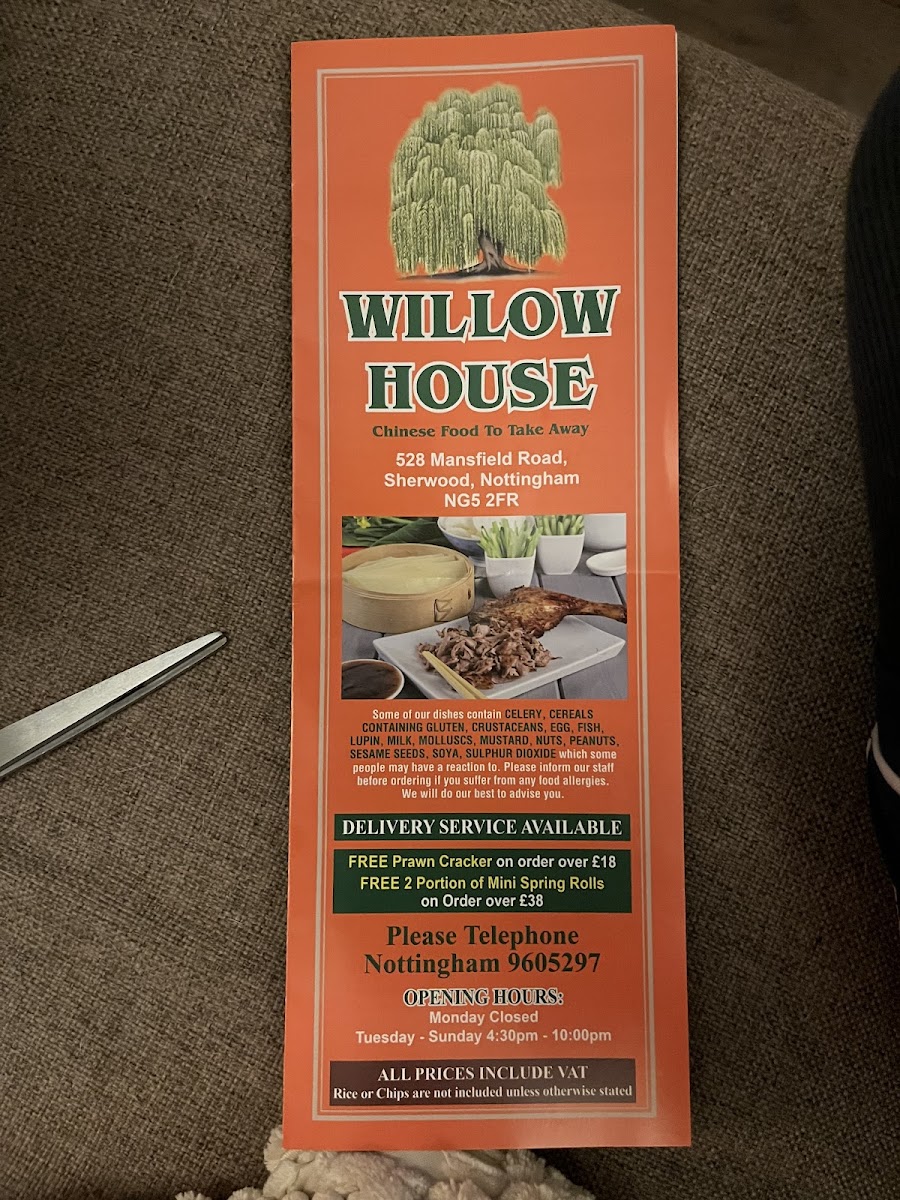 WILLOW
HOUSE
Chinese Food To Take Away
528 Mansfield Road,
Sherwood, Nottingham
NG5 2FR
Some of our dishes contain CELERY, CEREALS
CONTAINING GLUTEN, CRUSTACEANS, EGG, FISH,
LUPIN, MILK, MOLLUSCS, MUSTARD, NUTS, PEANUTS,
SESAME SEEDS, SOYA, SULPHUR DIOXIDE which some
people may have a reaction to. Please inform our staff
before ordering if you suffer from any food allergies.
We will do our best to advise you.
DELIVERY SERVICE AVAILABLE
FREE Prawn Cracker on order over £18
FREE 2 Portion of Mini Spring Rolls
on Order over £38
Please Telephone
Nottingham 9605297
OPENING HOURS:
Monday Closed
Tuesday - Sunday 4:30pm - 10:00pm
ALL PRICES INCLUDE VAT
Rice or Chips are not included unless otherwise stated